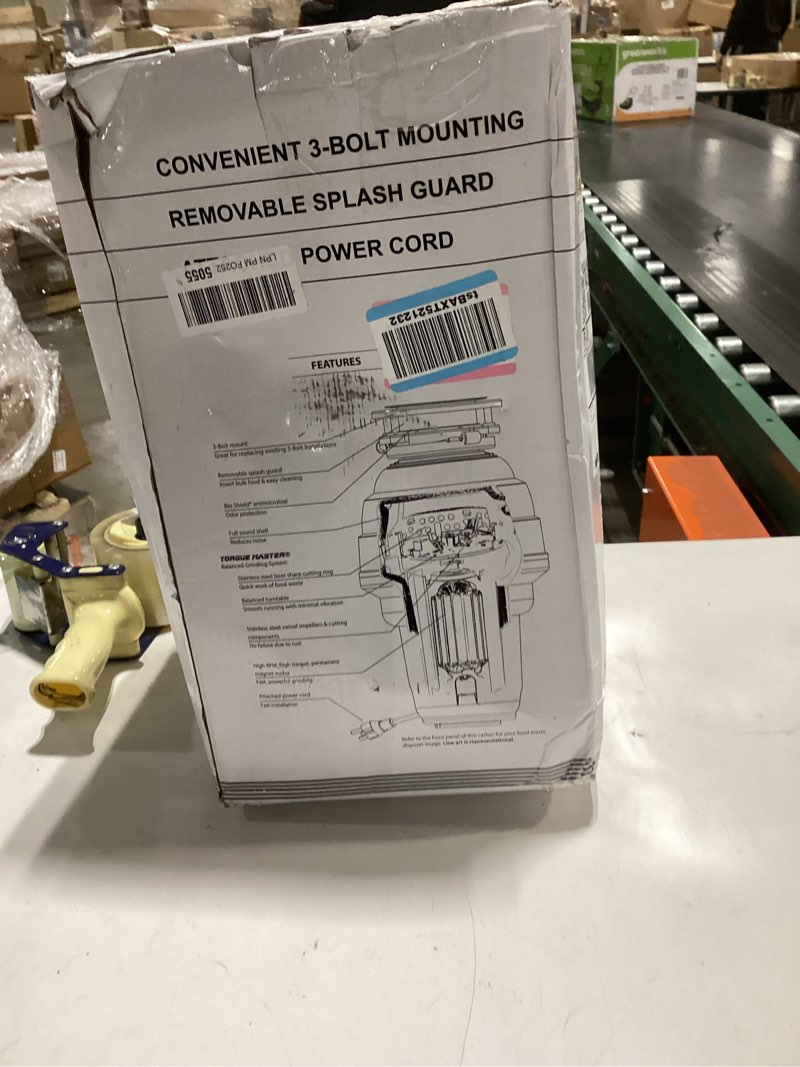 greenworks
CONVENIENT 3-BOLT MOUNTING
REMOVABLE SPLASH GUARD
POWER CORD
LPN PM FO252 5055
tsBAXT521232
FEATURES
3-Bolt mount
Great for replacing existing 3-Bolt installations
Removable splash guard
Insert bulk food & easy cleaning
Bio Shield® antimicrobial
Odor protection
Full sound shell
Reduces noise
TORQUE MASTER®
Balanced Grinding System
Stainless steel laser sharp cutting ring
Quick work of food waste
Balanced turntable
Smooth running with minimal vibration
Stainless steel swivel impellers & cutting
components
No failure due to rust
High RPM, high torque, permanent
magnet motor
Fast, powerful grinding
Attached power cord
Fast installation
Refer to the front panel of this carton for your food waste
disposer image. Line art is representational.